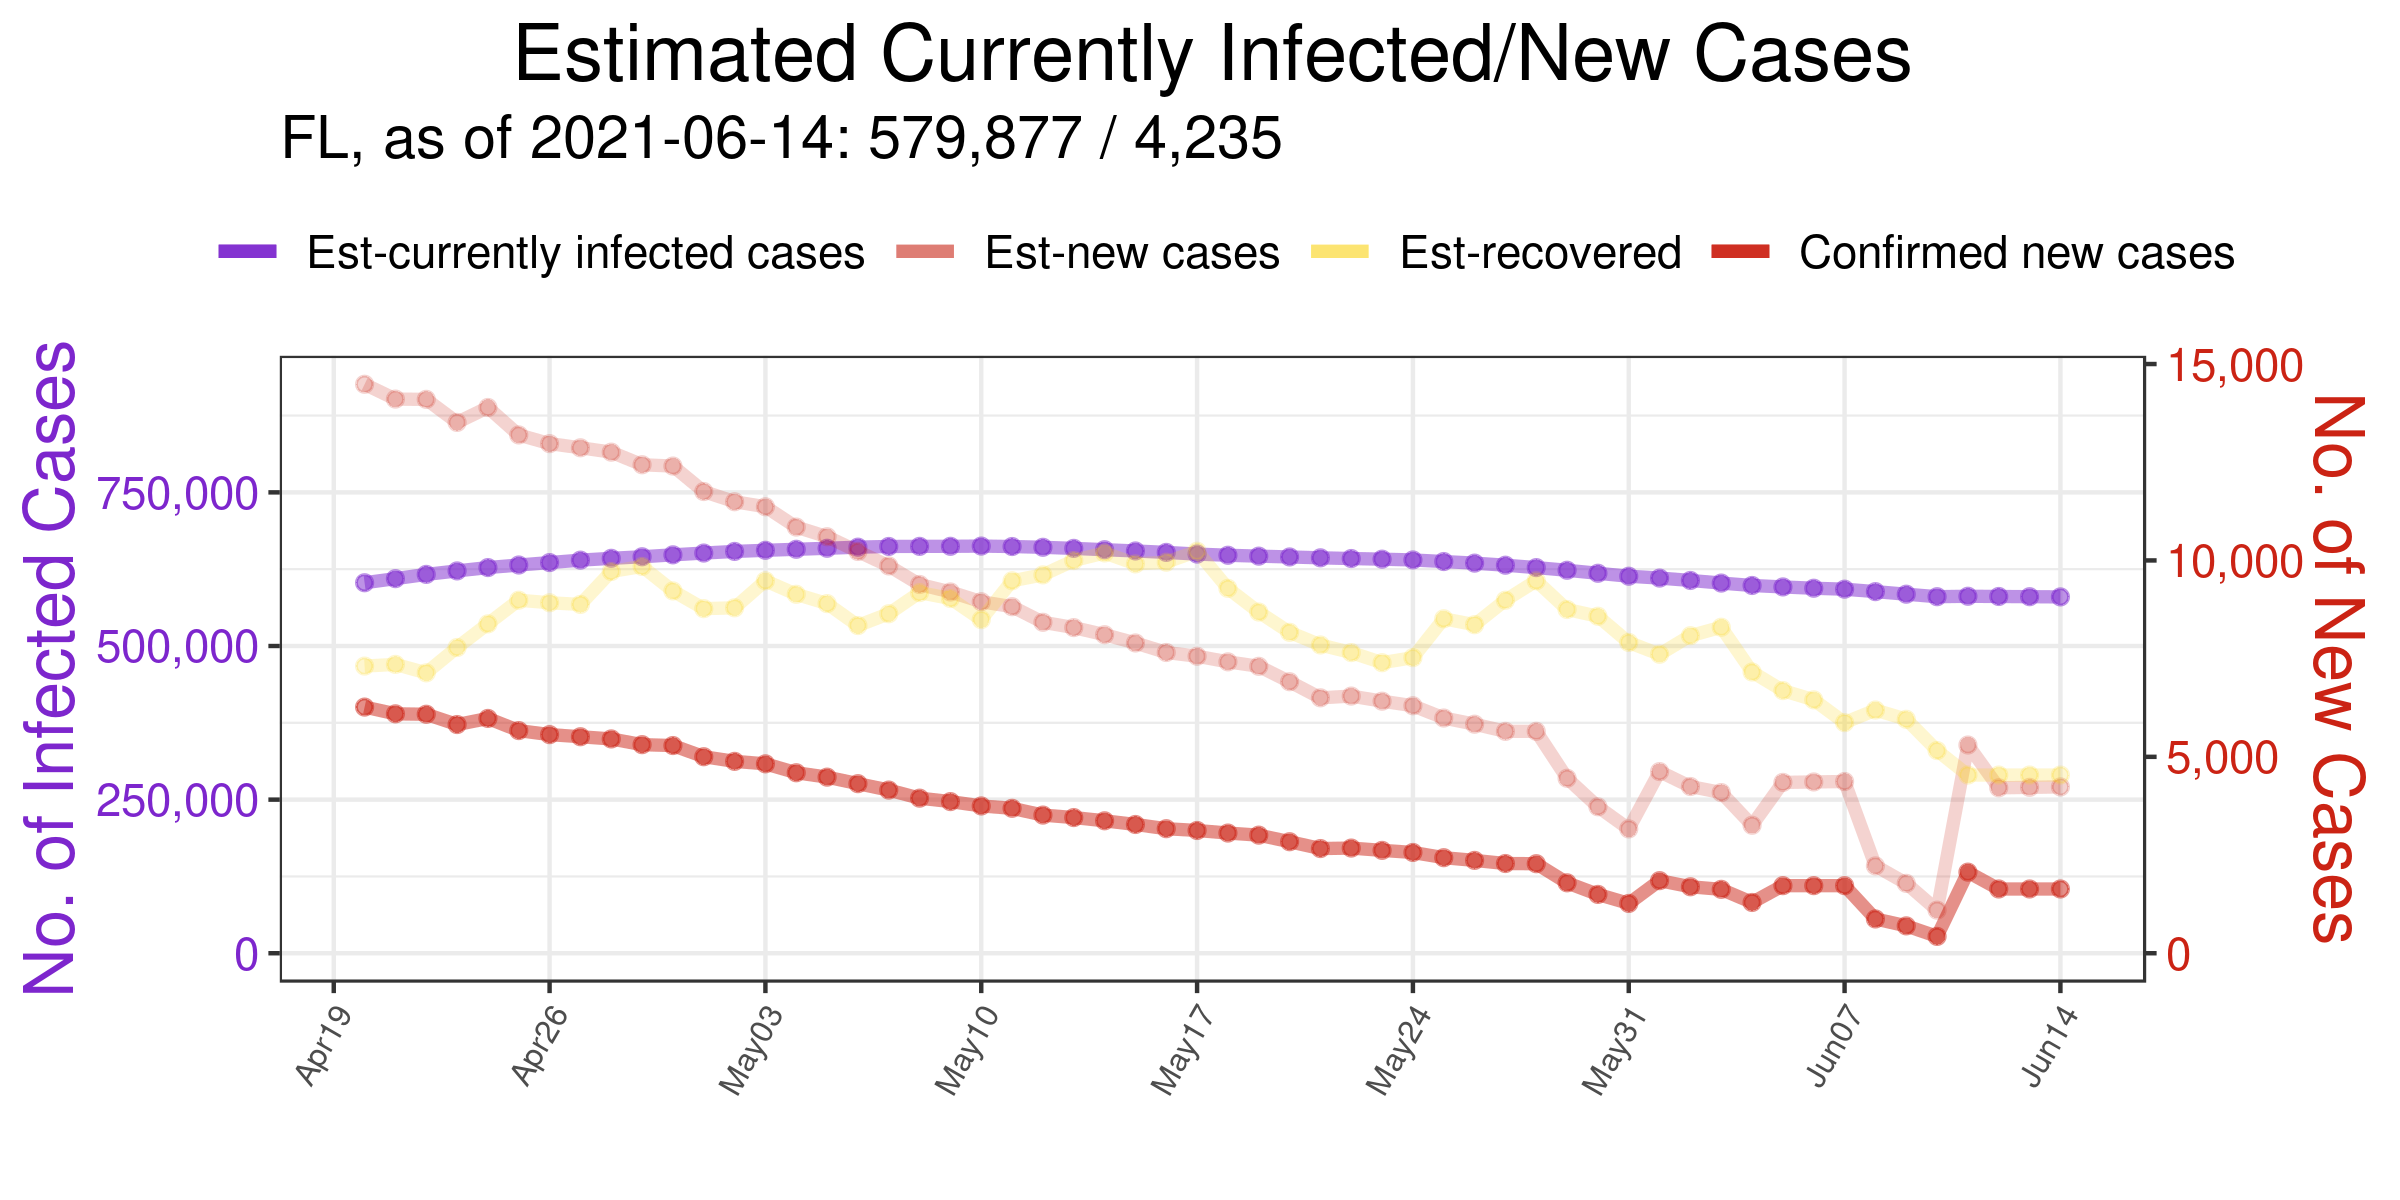 Estimated Currently Infected/New Cases
FL, as of 2021-06-14: 579,877 / 4,235
Est-currently infected cases Est-new cases Est-recovered Confirmed new cases
No. of Infected Cases
750,000
500,000
250,000
0
15,000
10,000
5,000
0
No. of New Cases
Apr19 Apr26 May03 May10 May17 May24 May31 Jun07 Jun14